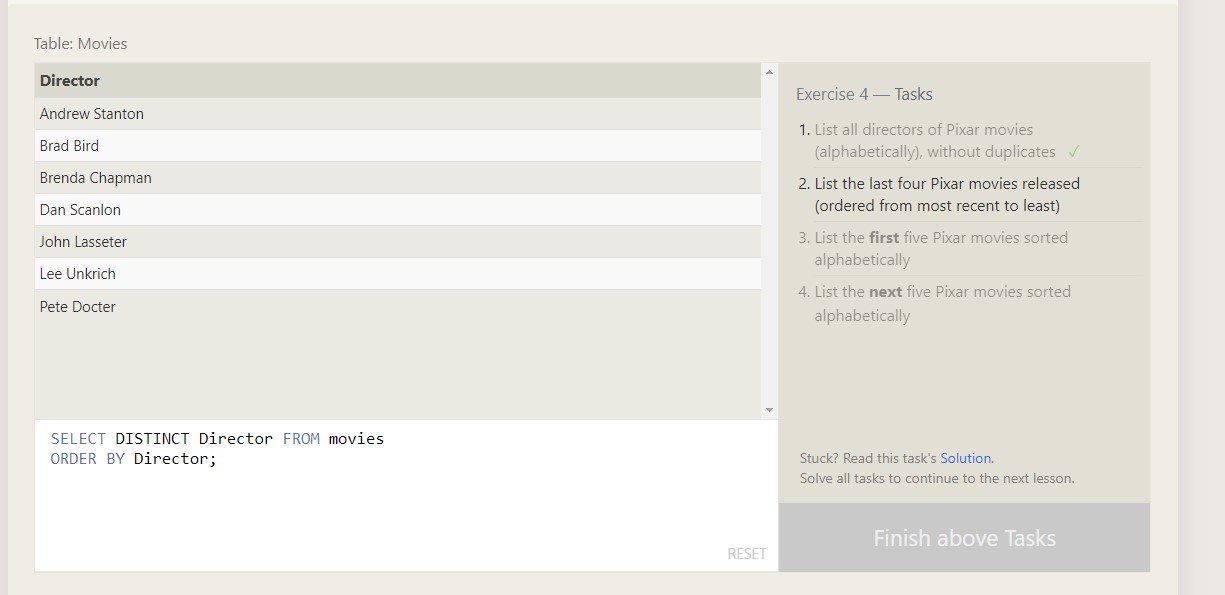 Table: Movies
Director
Andrew Stanton
Brad Bird
Brenda Chapman
Dan Scanlon
John Lasseter
Lee Unkrich
Pete Docter
SELECT DISTINCT Director FROM movies
ORDER BY Director;
RESET
Exercise 4 — Tasks
1. List all directors of Pixar movies
(alphabetically), without duplicates ✓
2. List the last four Pixar movies released
(ordered from most recent to least)
3. List the first five Pixar movies sorted
alphabetically
4. List the next five Pixar movies sorted
alphabetically
Stuck? Read this task's Solution.
Solve all tasks to continue to the next lesson.
Finish above Tasks